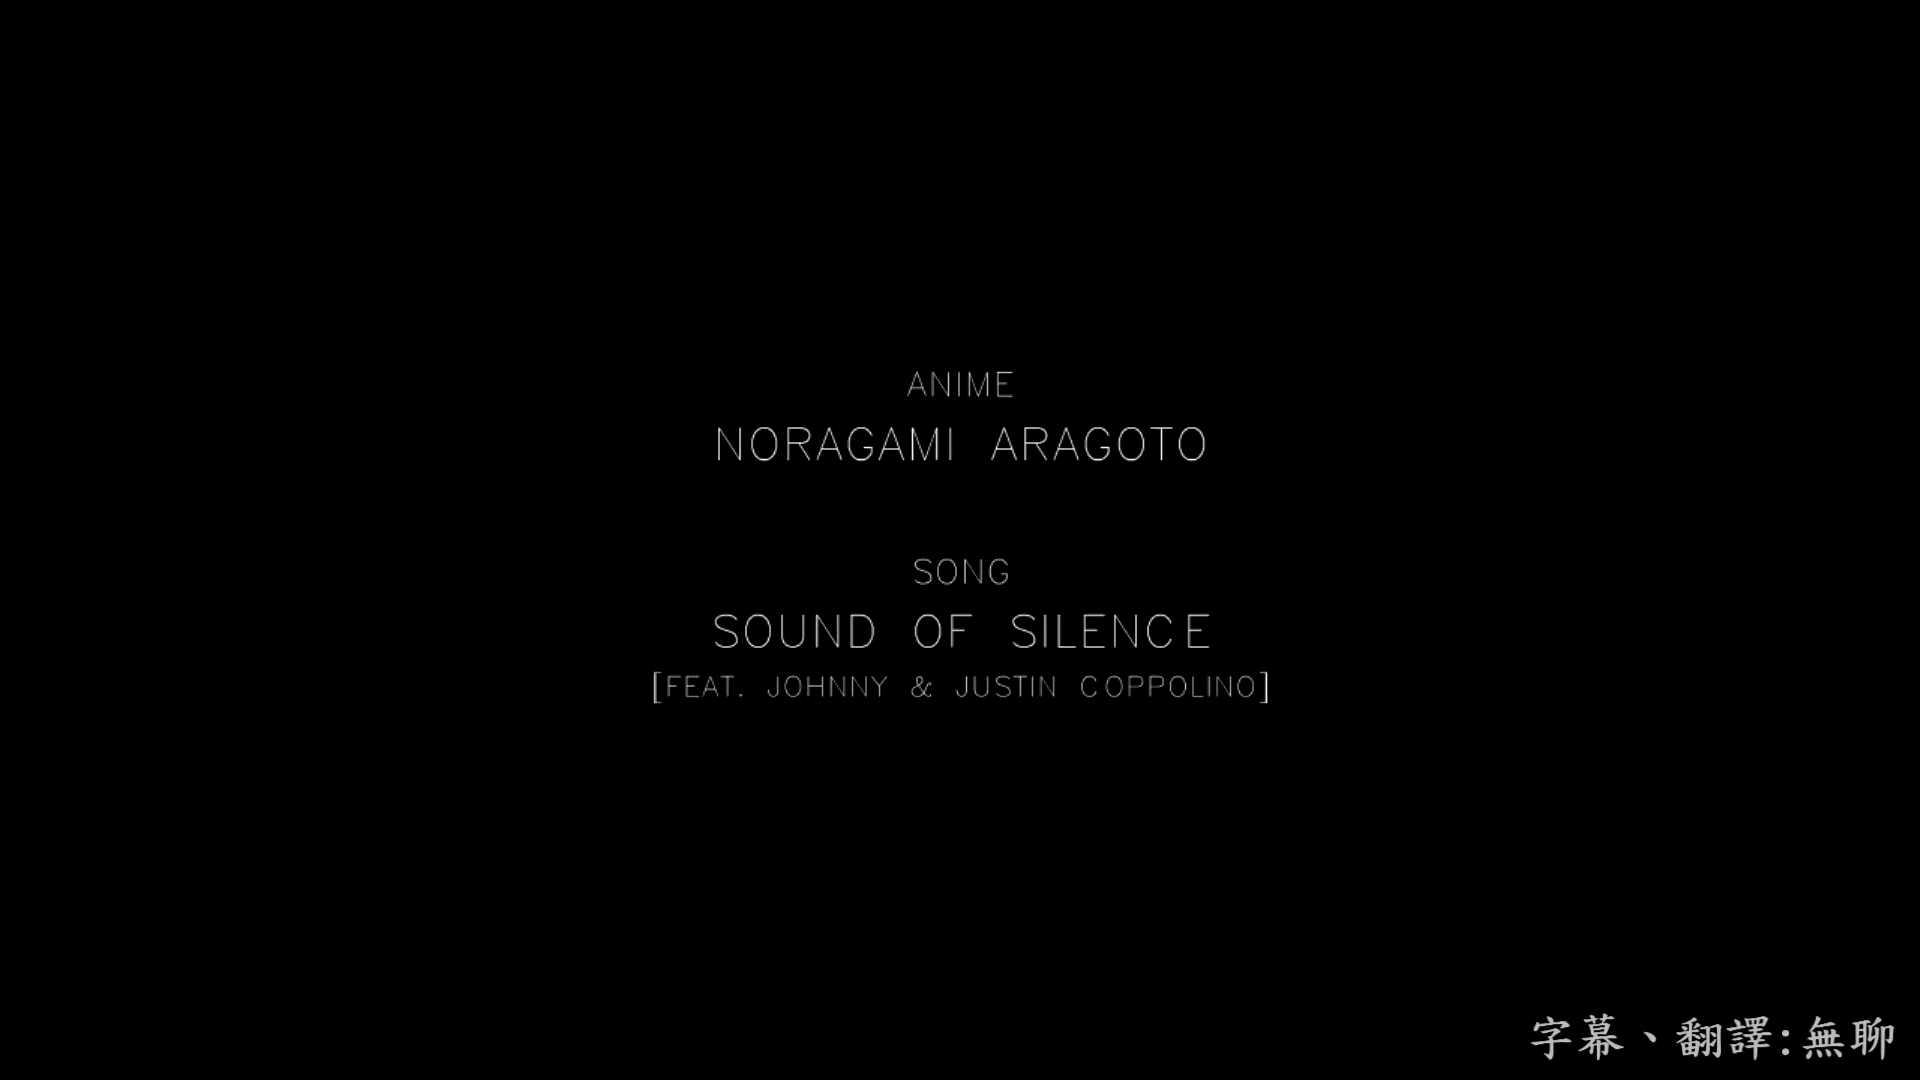 ANIME
NORAGAMI ARAGOTO
SONG
SOUND OF SILENCE
[FEAT. JOHNNY & JUSTIN COPPOLINO]
字幕、翻譯:無聊